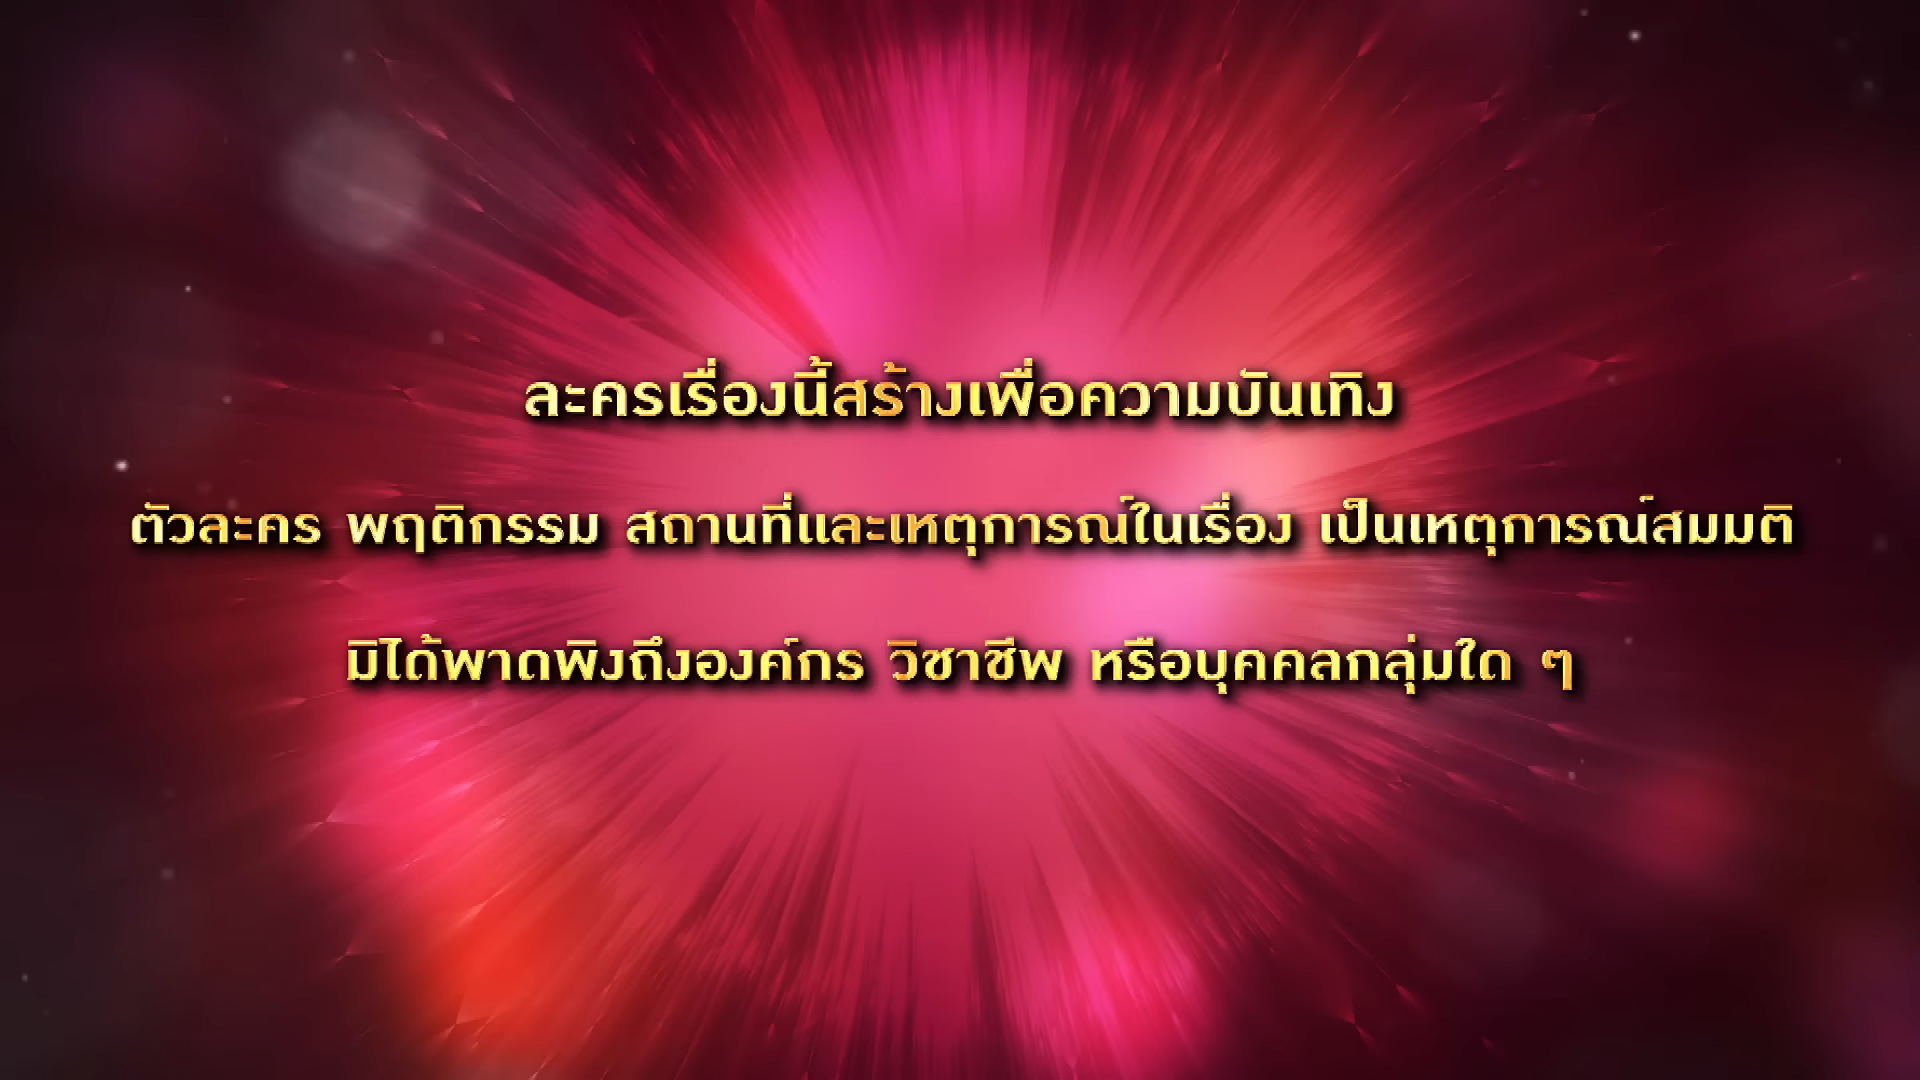 ละครเรื่องนี้สร้างเพื่อความบันเทิง
ตัวละคร พฤติกรรม สถานที่และเหตุการณ์ในเรื่อง เป็นเหตุการณ์สมมติ
มิได้พาดพิงถึงองค์กร วิชาชีพ หรือบุคคลกลุ่มใด ๆ